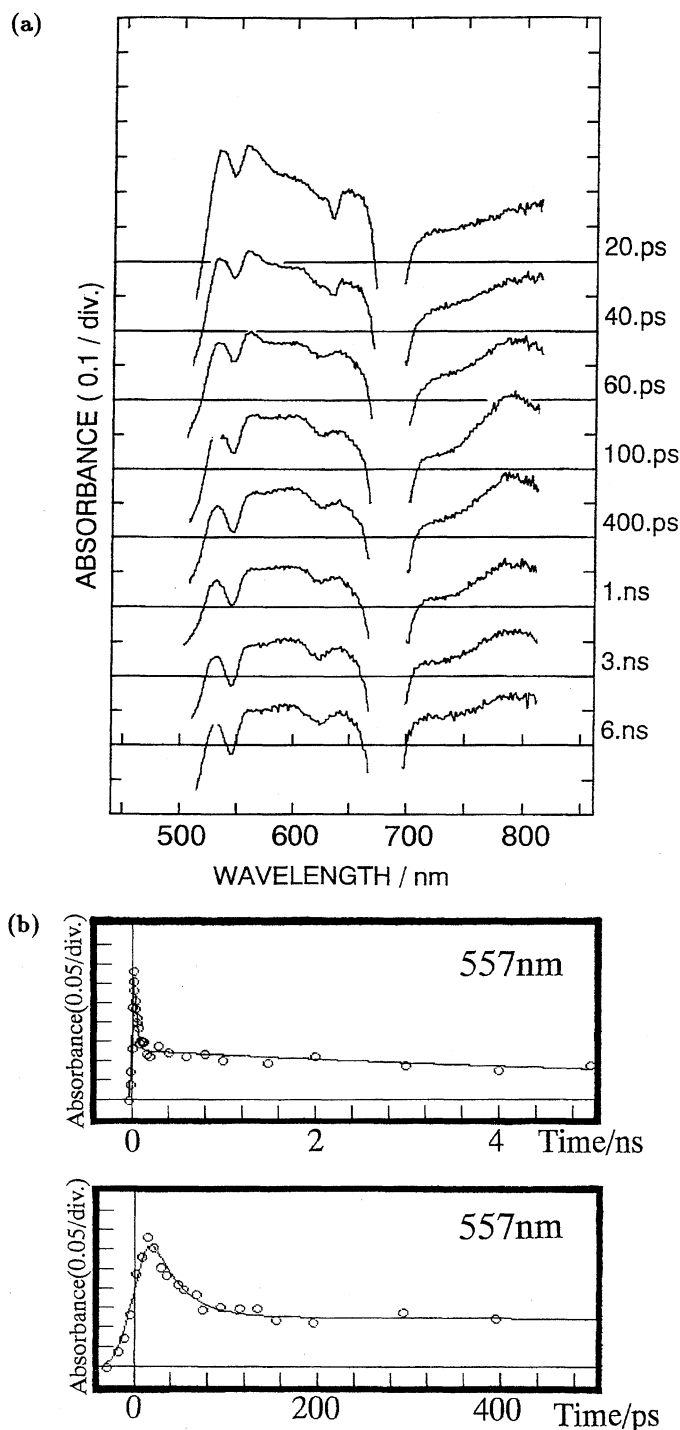 (a)
ABSORBANCE ( 0.1 / div.)
20.ps
40.ps
60.ps
100.ps
400.ps
1.ns
3.ns
6.ns
500 600 700 800
WAVELENGTH / nm
(b)
Absorbance(0.05/div.)
557nm
0 2 4 Time/ns
Absorbance(0.05/div.)
557nm
0 200 400 Time/ps